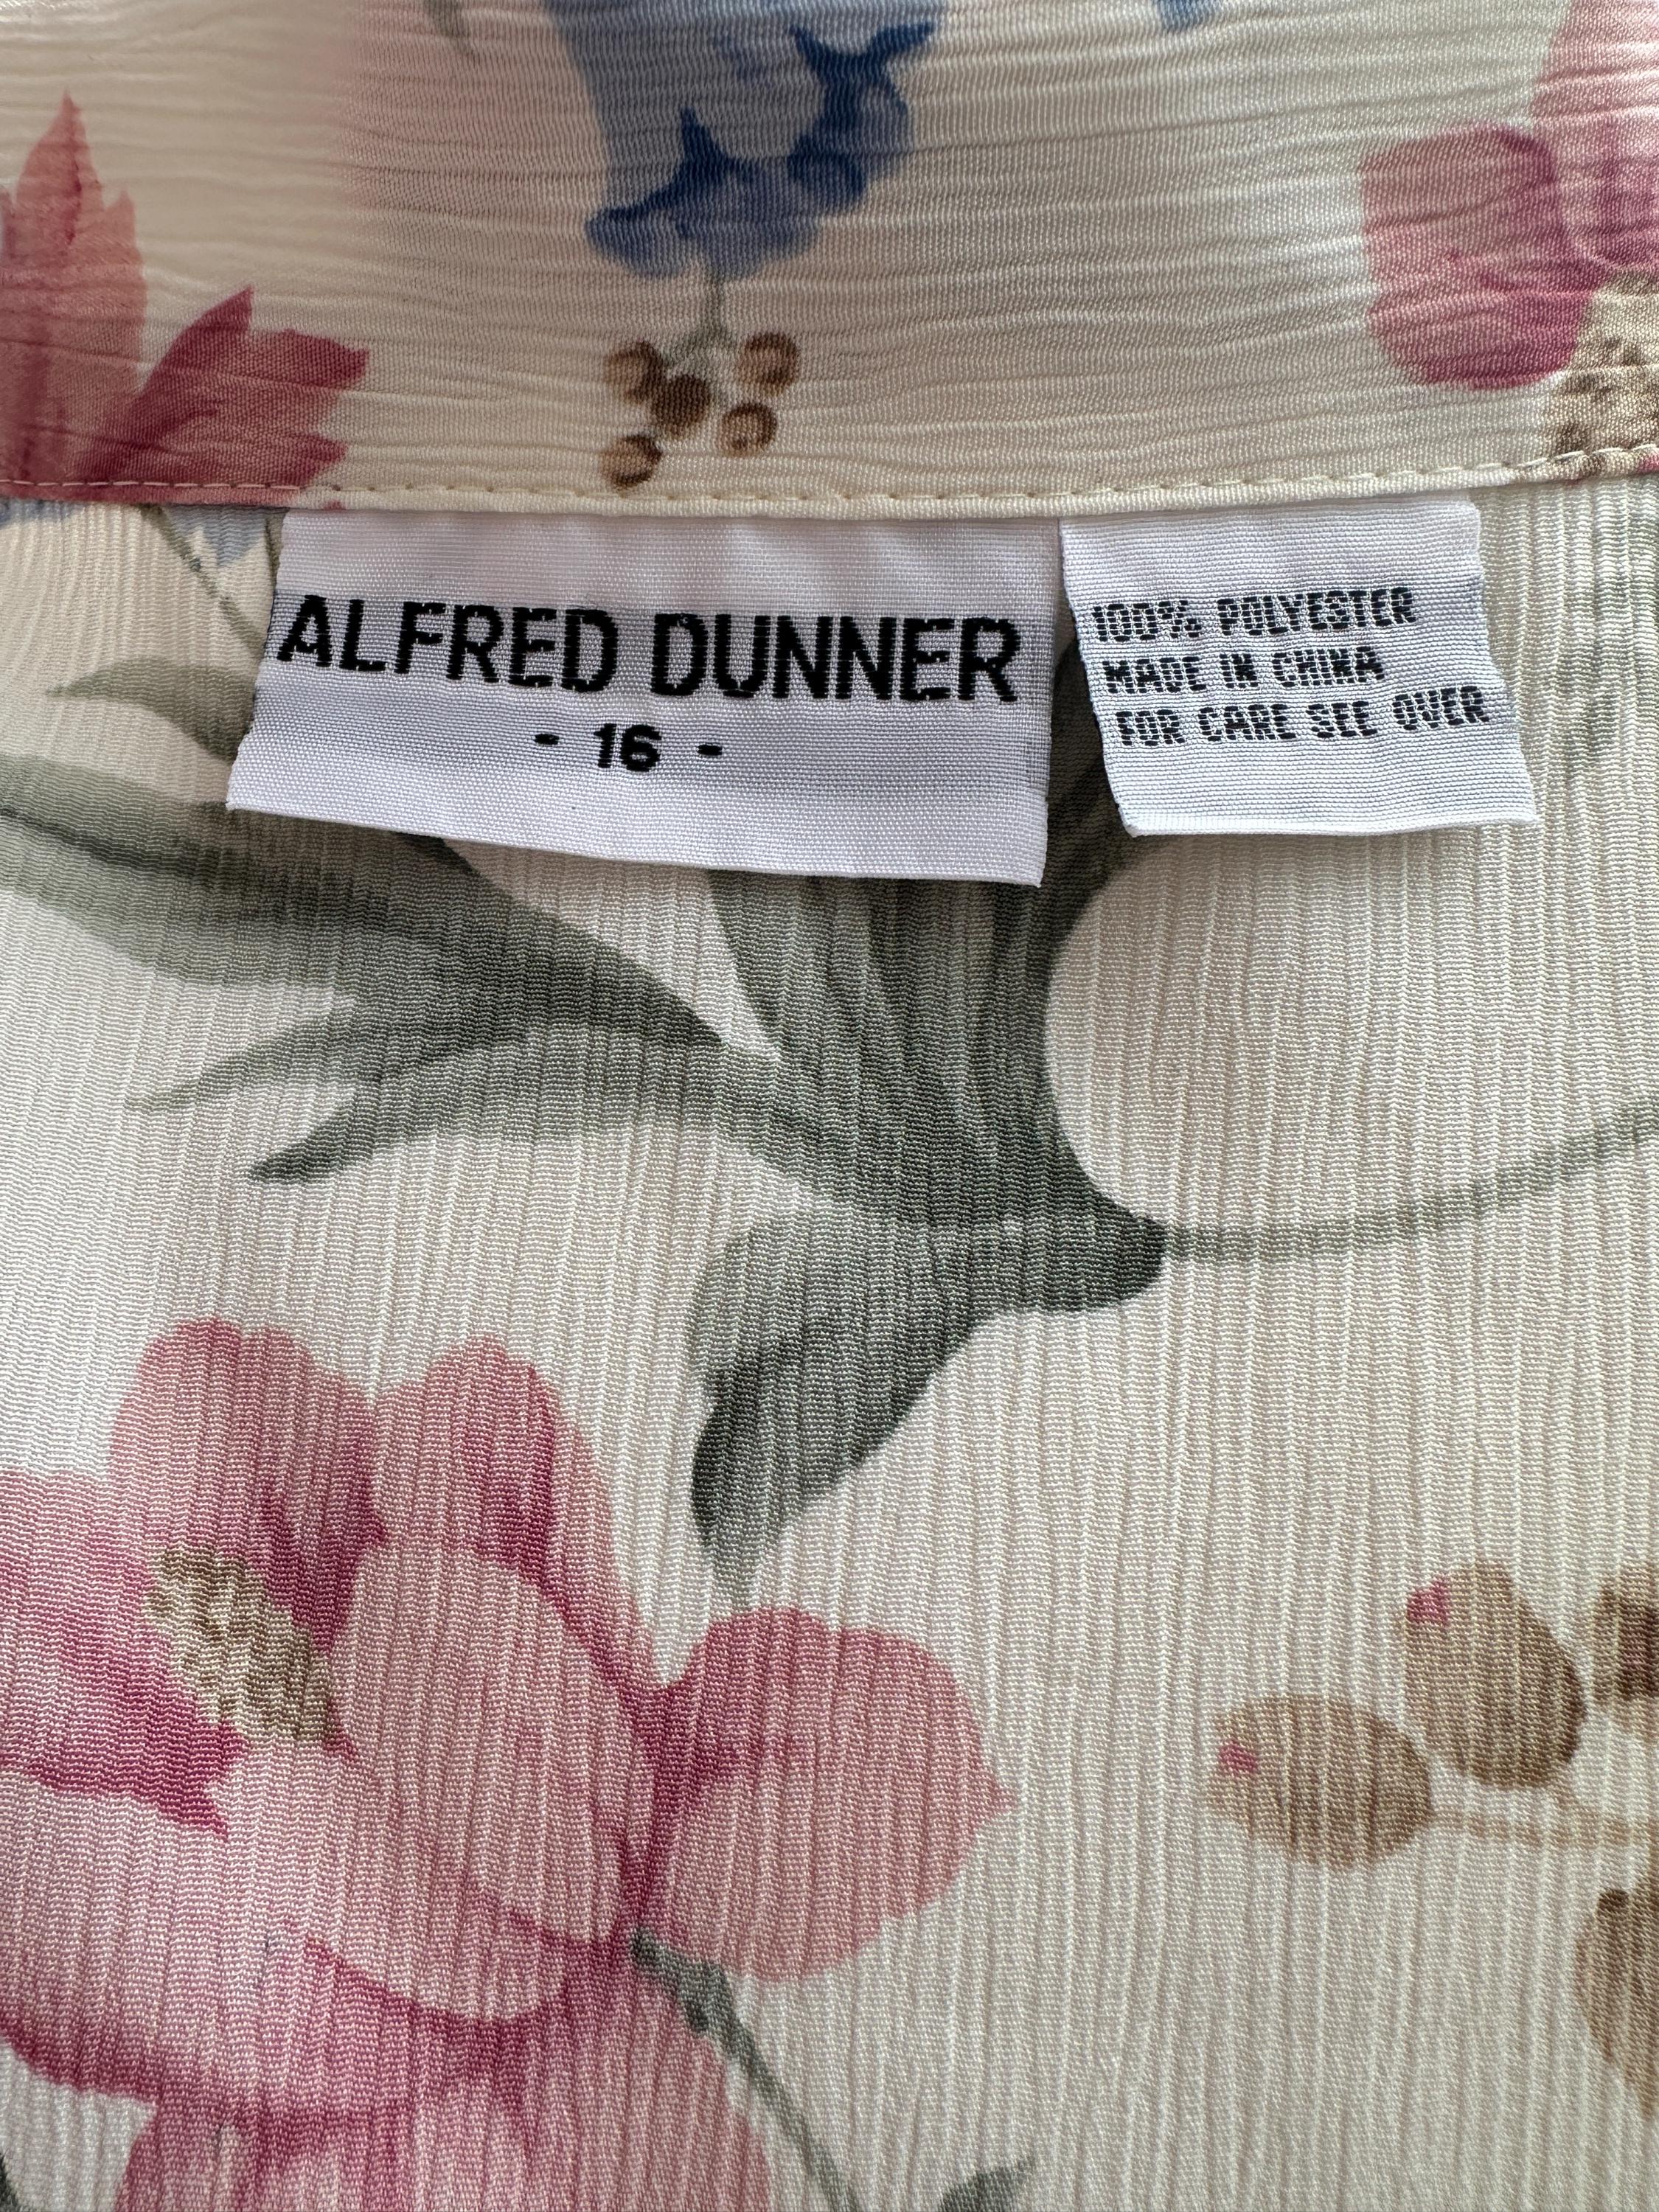 ALFRED DUNNER
- 16 -
100% POLYESTER
MADE IN CHINA
FOR CARE SEE OVER